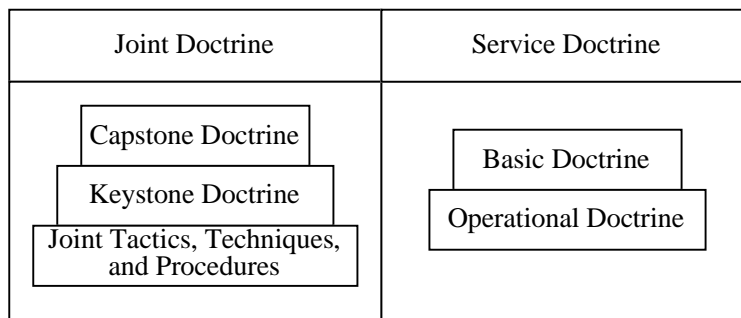 Joint Doctrine
Service Doctrine
Capstone Doctrine
Keystone Doctrine
Joint Tactics, Techniques,
and Procedures
Basic Doctrine
Operational Doctrine